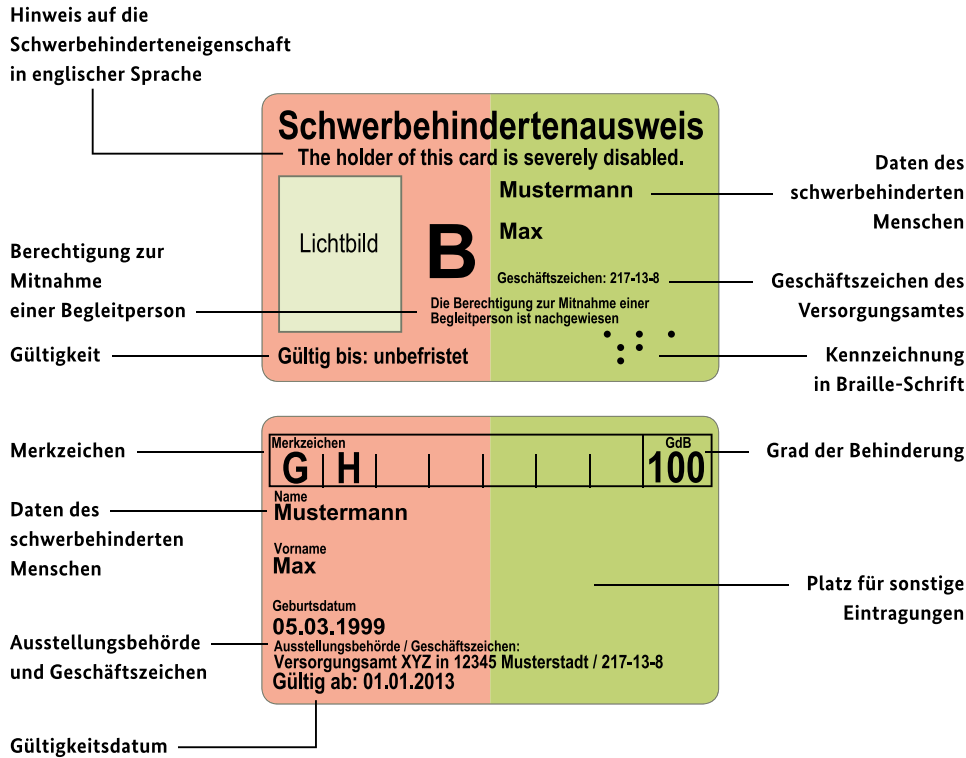 Hinweis auf die
Schwerbehinderteneigenschaft
in englischer Sprache
Schwerbehindertenausweis
The holder of this card is severely disabled.
Lichtbild
B
Mustermann
Max
Geschäftszeichen: 217-13-8
Die Berechtigung zur Mitnahme einer
Begleitperson ist nachgewiesen
Gültig bis: unbefristet
Berechtigung zur
Mitnahme
einer Begleitperson
Gültigkeit
Daten des
schwerbehinderten
Menschen
Geschäftszeichen des
Versorgungsamtes
Kennzeichnung
in Braille-Schrift
Merkzeichen
Merkzeichen
G H
GdB
100
Grad der Behinderung
Name
Mustermann
Vorname
Max
Geburtsdatum
05.03.1999
Ausstellungsbehörde / Geschäftszeichen:
Versorgungsamt XYZ in 12345 Musterstadt / 217-13-8
Gültig ab: 01.01.2013
Daten des
schwerbehinderten
Menschen
Ausstellungsbehörde
und Geschäftszeichen
Gültigkeitsdatum
Platz für sonstige
Eintragungen